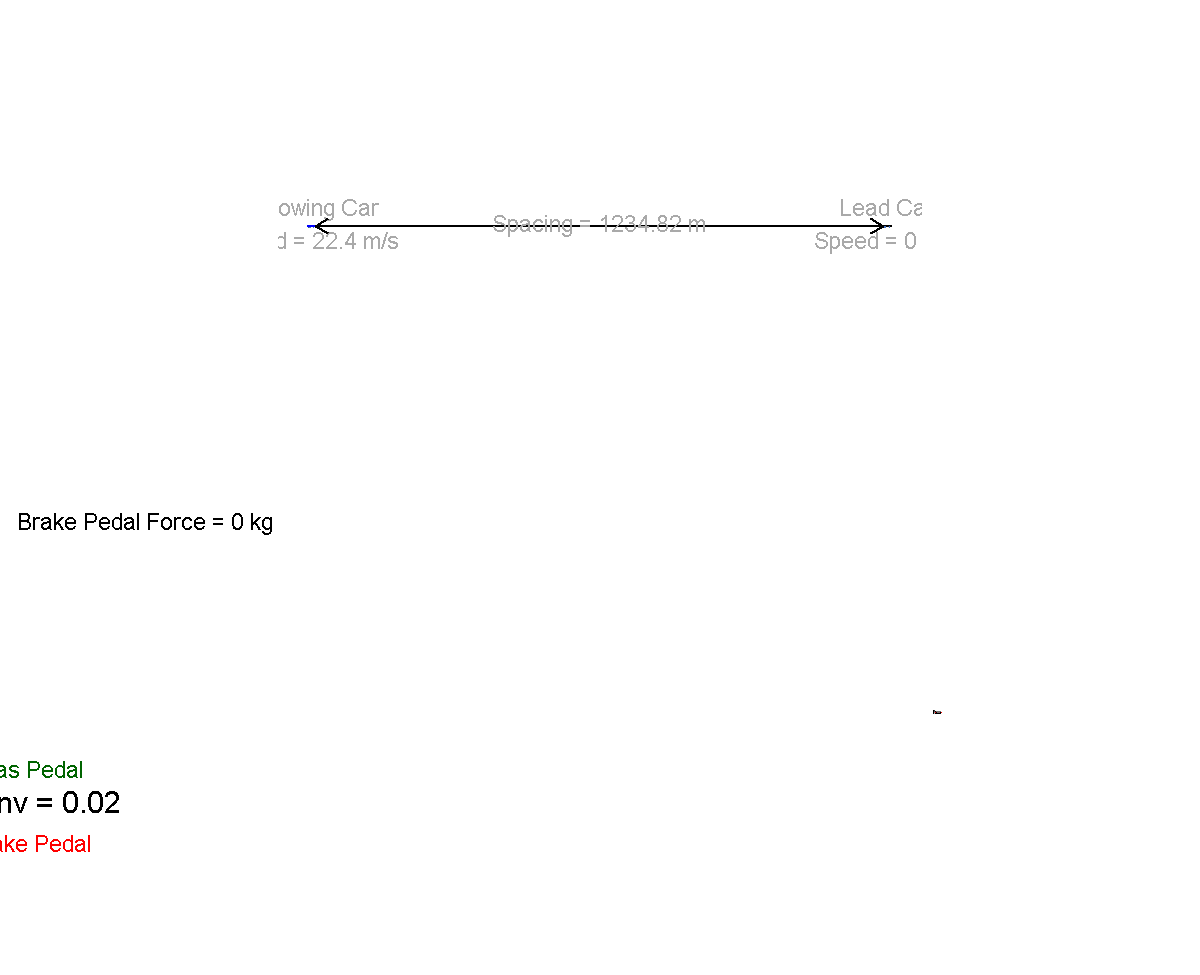 owing Car
Lead Ca
Spacing = 1234.82 m
d = 22.4 m/s
Speed = 0
Brake Pedal Force = 0 kg
as Pedal
nv = 0.02
ake Pedal